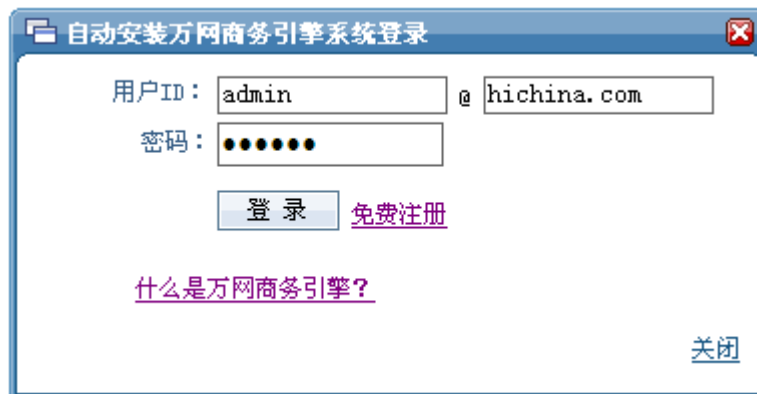 自动安装万网商务引擎系统登录
用户ID： admin @ hichina.com
密码： ●●●●●●
登 录 免费注册
什么是万网商务引擎？
关闭